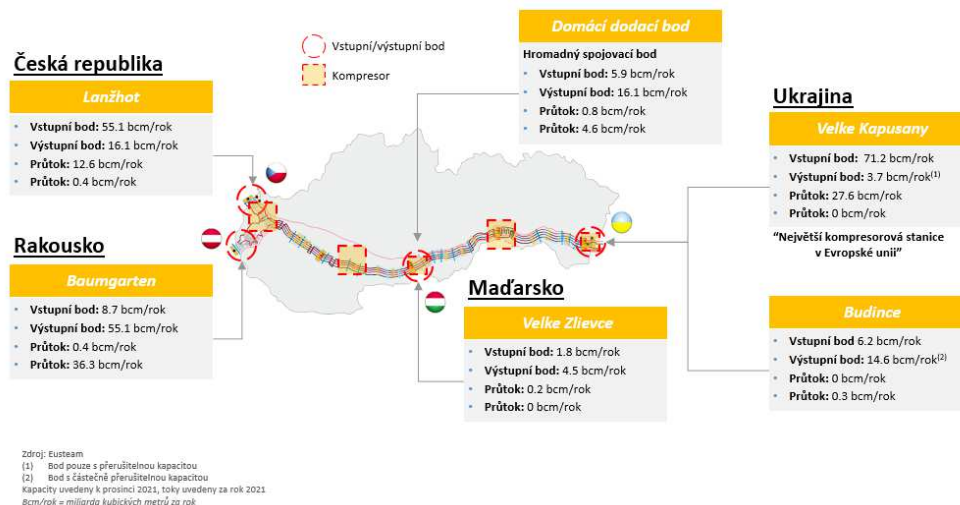 Vstupní/výstupní bod
Kompresor
Česká republika
Lanžhot
• Vstupní bod: 55.1 bcm/rok
• Výstupní bod: 16.1 bcm/rok
• Průtok: 12.6 bcm/rok
• Průtok: 0.4 bcm/rok
Rakousko
Baumgarten
• Vstupní bod: 8.7 bcm/rok
• Výstupní bod: 55.1 bcm/rok
• Průtok: 0.4 bcm/rok
• Průtok: 36.3 bcm/rok
Domácí dodací bod
Hromadný spojovací bod
• Vstupní bod: 5.9 bcm/rok
• Výstupní bod: 16.1 bcm/rok
• Průtok: 0.8 bcm/rok
• Průtok: 4.6 bcm/rok
Maďarsko
Velke Zlievce
• Vstupní bod: 1.8 bcm/rok
• Výstupní bod: 4.5 bcm/rok
• Průtok: 0.2 bcm/rok
• Průtok: 0 bcm/rok
Ukrajina
Velke Kapusany
• Vstupní bod: 71.2 bcm/rok
• Výstupní bod: 3.7 bcm/rok(1)
• Průtok: 27.6 bcm/rok
• Průtok: 0 bcm/rok
“Největší kompresorová stanice
v Evropské unii”
Budince
• Vstupní bod 6.2 bcm/rok
• Výstupní bod: 14.6 bcm/rok(2)
• Průtok: 0 bcm/rok
• Průtok: 0.3 bcm/rok
Zdroj: Eusteam
(1) Bod pouze s přerušitelnou kapacitou
(2) Bod s částečně přerušitelnou kapacitou
Kapacity uvedeny k prosinci 2021, toky uvedeny za rok 2021
Bcm/rok = miliarda kubických metrů za rok